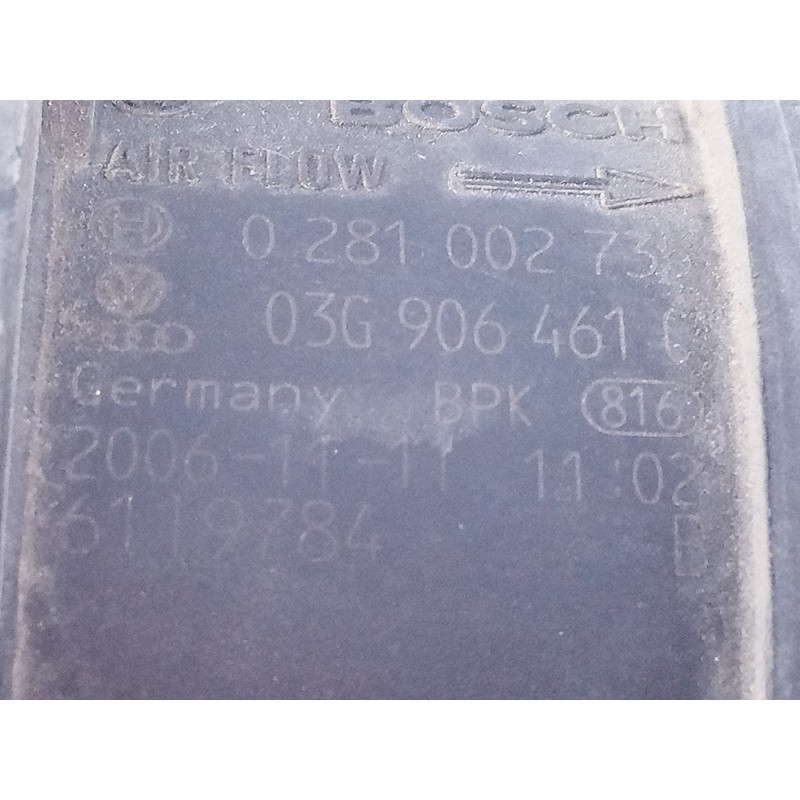 BOSCH
AIR FLOW
0 281 002 73
03G 906 461 C
Germany BPK 816
2006-11-11 11:02
6119784